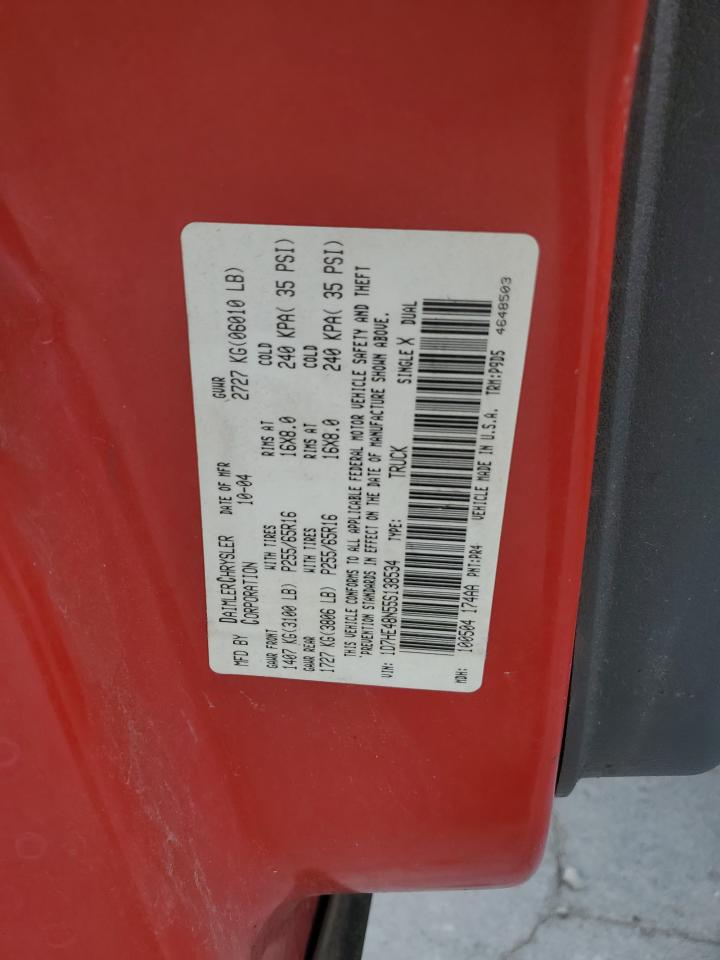 MFD BY DAIMLERCHRYSLER CORPORATION
DATE OF MFR 10-04
GVWR 2727 KG(06010 LB)
GAWR FRONT WITH TIRES RIMS AT COLD
1407 KG(3100 LB) P255/65R16 16X8.0 240 KPA( 35 PSI)
GAWR REAR WITH TIRES RIMS AT COLD
1727 KG(3806 LB) P255/65R16 16X8.0 240 KPA( 35 PSI)
THIS VEHICLE CONFORMS TO ALL APPLICABLE FEDERAL MOTOR VEHICLE SAFETY AND THEFT
PREVENTION STANDARDS IN EFFECT ON THE DATE OF MANUFACTURE SHOWN ABOVE.
VIN: 1D7HE48N55S138534 TYPE: TRUCK SINGLE X DUAL
MDH: 100504 174AA PNT:PR4 VEHICLE MADE IN U.S.A. TRM:P9D5
4648503